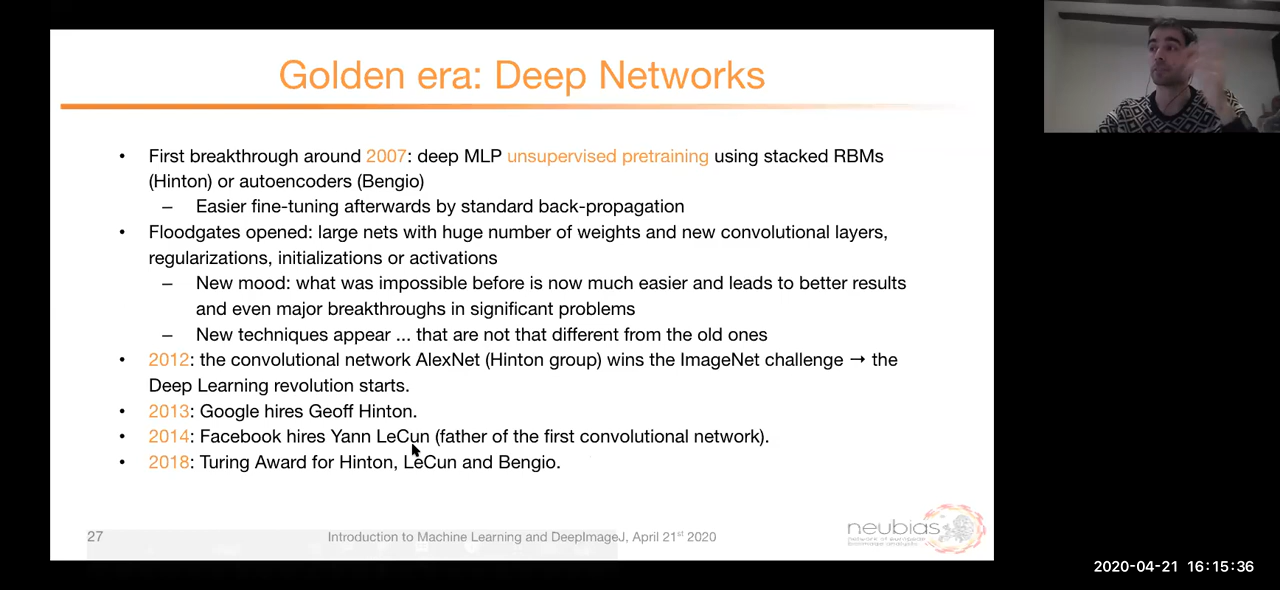 Golden era: Deep Networks
• First breakthrough around 2007: deep MLP unsupervised pretraining using stacked RBMs
(Hinton) or autoencoders (Bengio)
– Easier fine-tuning afterwards by standard back-propagation
• Floodgates opened: large nets with huge number of weights and new convolutional layers,
regularizations, initializations or activations
– New mood: what was impossible before is now much easier and leads to better results
and even major breakthroughs in significant problems
– New techniques appear ... that are not that different from the old ones
• 2012: the convolutional network AlexNet (Hinton group) wins the ImageNet challenge → the
Deep Learning revolution starts.
• 2013: Google hires Geoff Hinton.
• 2014: Facebook hires Yann LeCun (father of the first convolutional network).
• 2018: Turing Award for Hinton, LeCun and Bengio.
27
Introduction to Machine Learning and DeepImageJ, April 21st 2020
neubias
2020-04-21 16:15:36